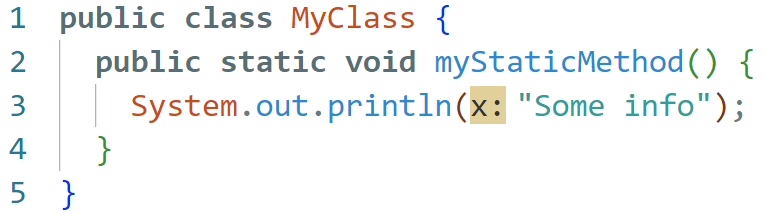 1 public class MyClass {
2 public static void myStaticMethod() {
3 System.out.println(x: "Some info");
4 }
5 }